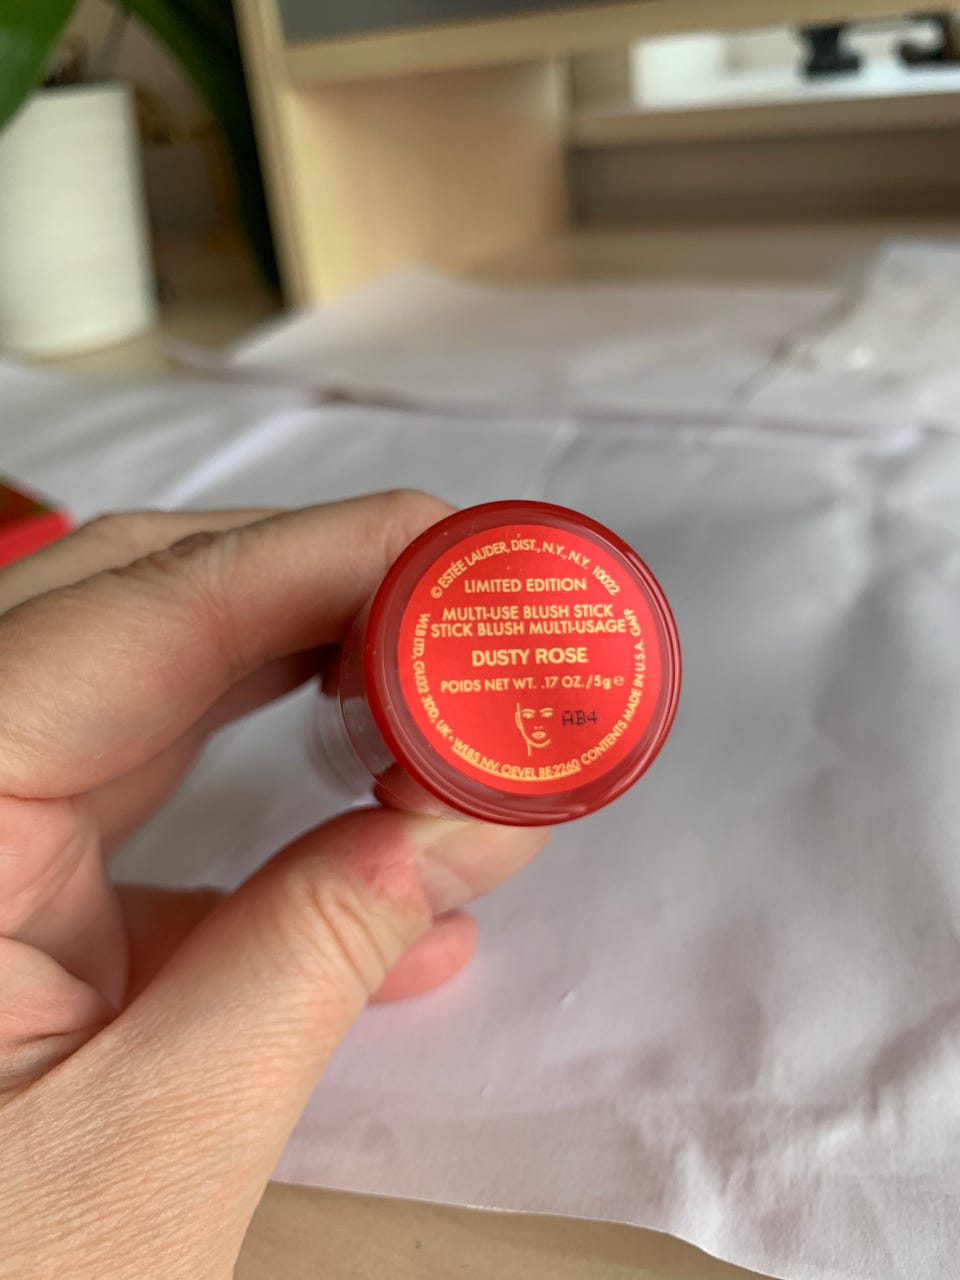 © ESTÉE LAUDER, DIST., N.Y., N.Y. 10022
LIMITED EDITION
MULTI-USE BLUSH STICK
STICK BLUSH MULTI-USAGE
DUSTY ROSE
POIDS NET WT. .17 OZ./5g ℮
AB4
WLB LTD, GU32 3DD, UK • WLBS NV. OEVEL BE-2260 CONTENTS MADE IN U.S.A.